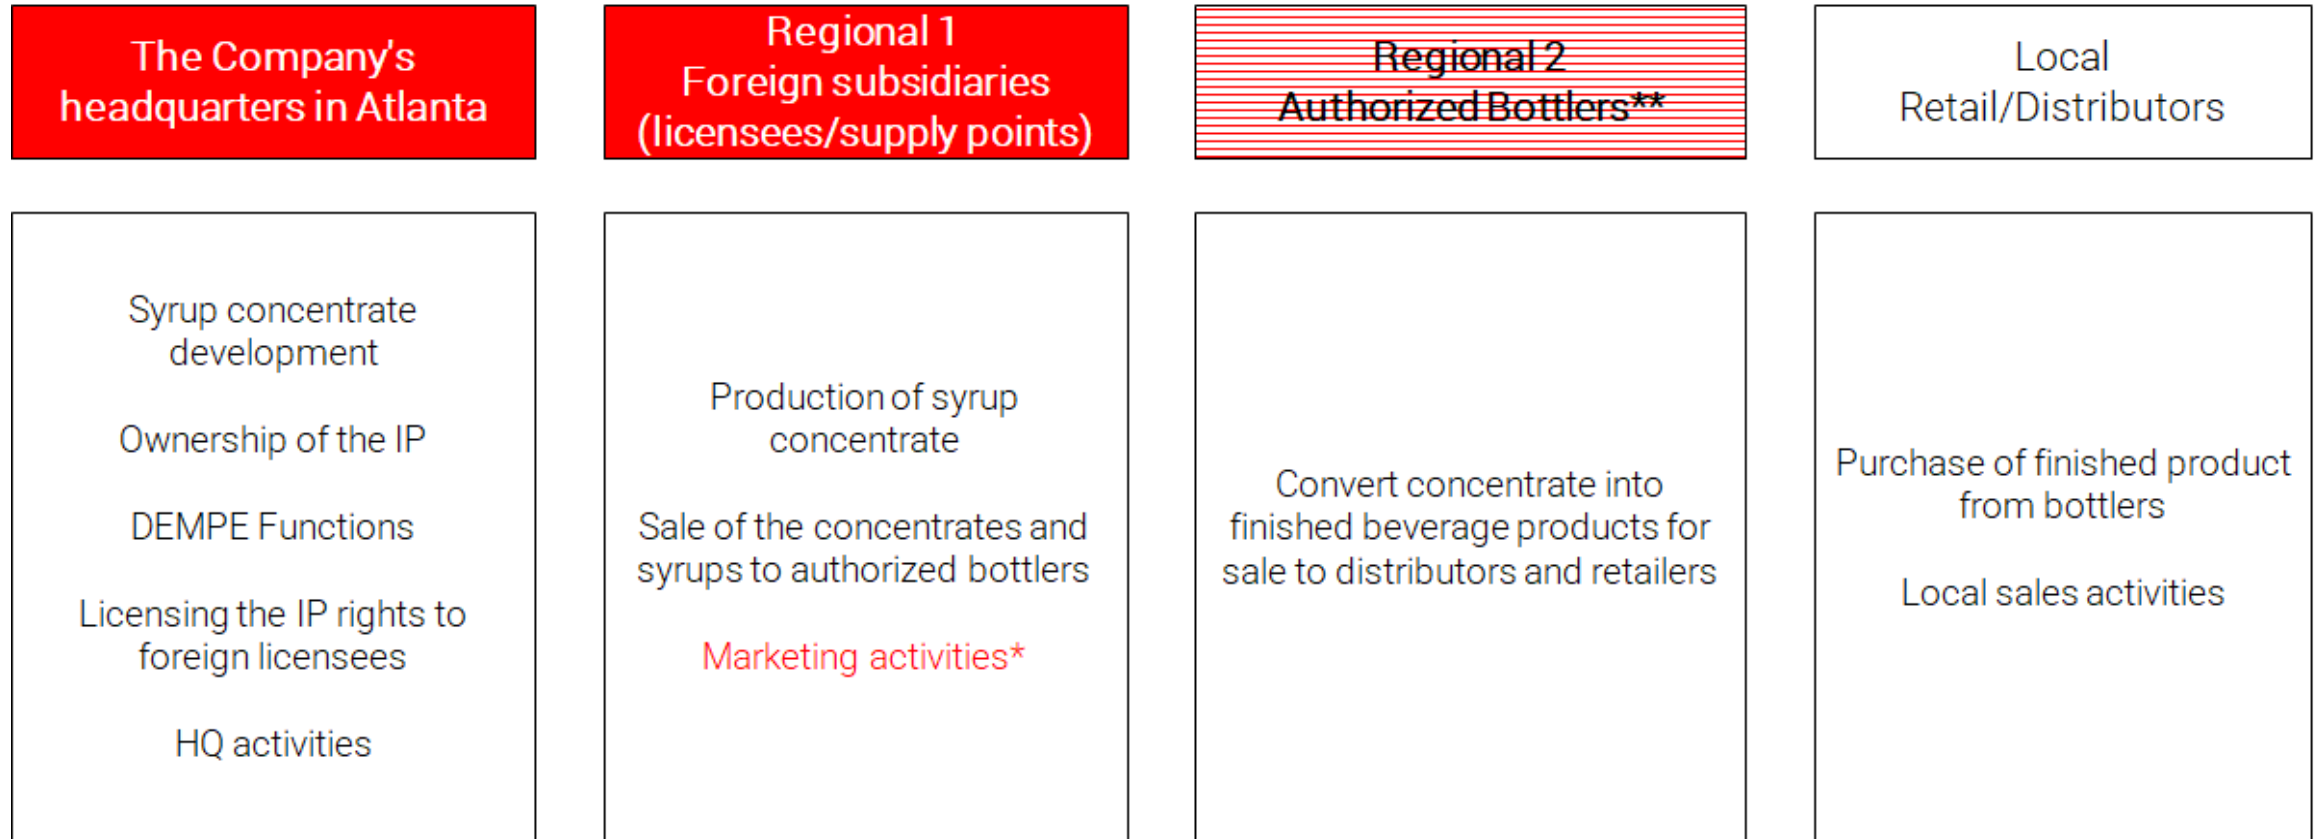 The Company's
headquarters in Atlanta
Regional 1
Foreign subsidiaries
(licensees/supply points)
Regional 2
Authorized Bottlers**
Local
Retail/Distributors
Syrup concentrate
development
Ownership of the IP
DEMPE Functions
Licensing the IP rights to
foreign licensees
HQ activities
Production of syrup
concentrate
Sale of the concentrates and
syrups to authorized bottlers
Marketing activities*
Convert concentrate into
finished beverage products for
sale to distributors and retailers
Purchase of finished product
from bottlers
Local sales activities